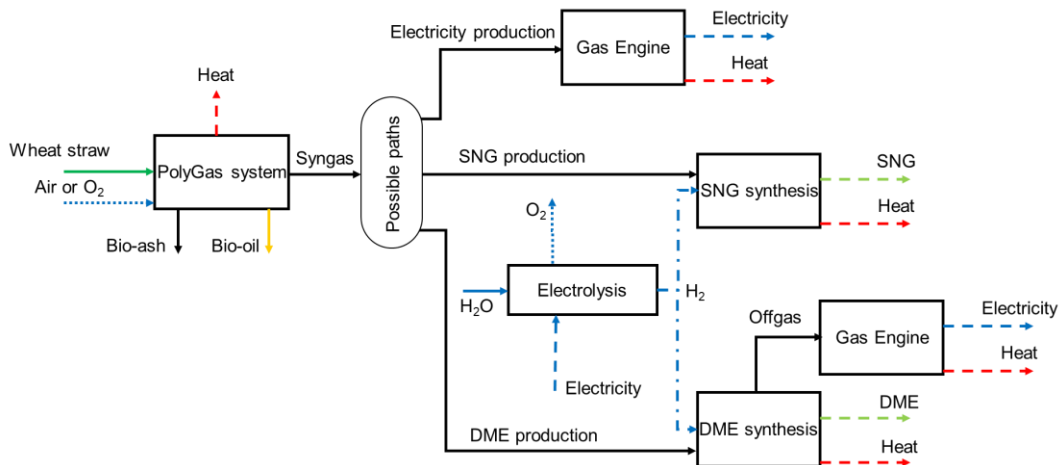 Electricity production
Gas Engine
Electricity
Heat
Heat
Wheat straw
Air or O₂
PolyGas system
Syngas
Bio-ash
Bio-oil
Possible paths
SNG production
SNG synthesis
SNG
Heat
O₂
H₂O
Electrolysis
H₂
Electricity
Offgas
Gas Engine
Electricity
Heat
DME production
DME synthesis
DME
Heat